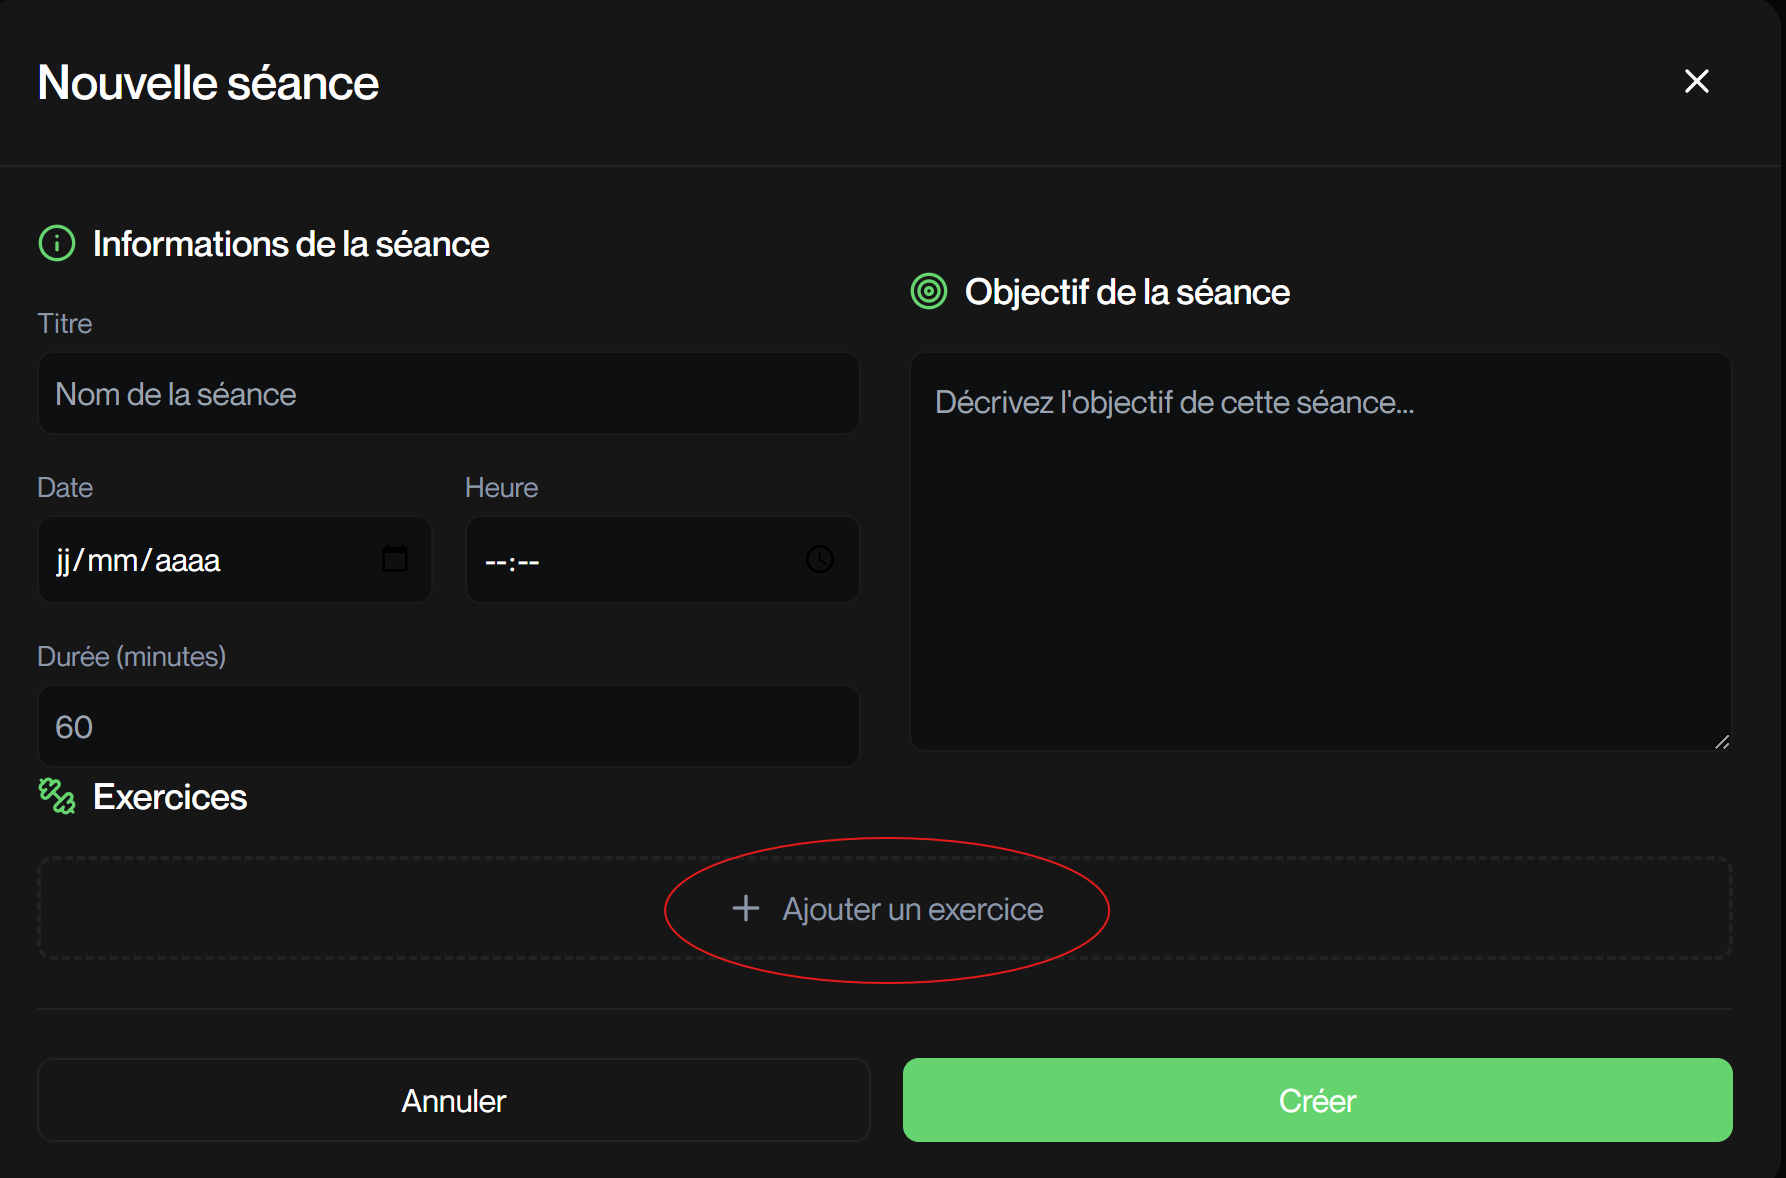 Nouvelle séance
Informations de la séance
Titre
Nom de la séance
Date
Heure
jj/mm/aaaa
--:--
Durée (minutes)
60
Objectif de la séance
Décrivez l'objectif de cette séance...
Exercices
Ajouter un exercice
Annuler
Créer